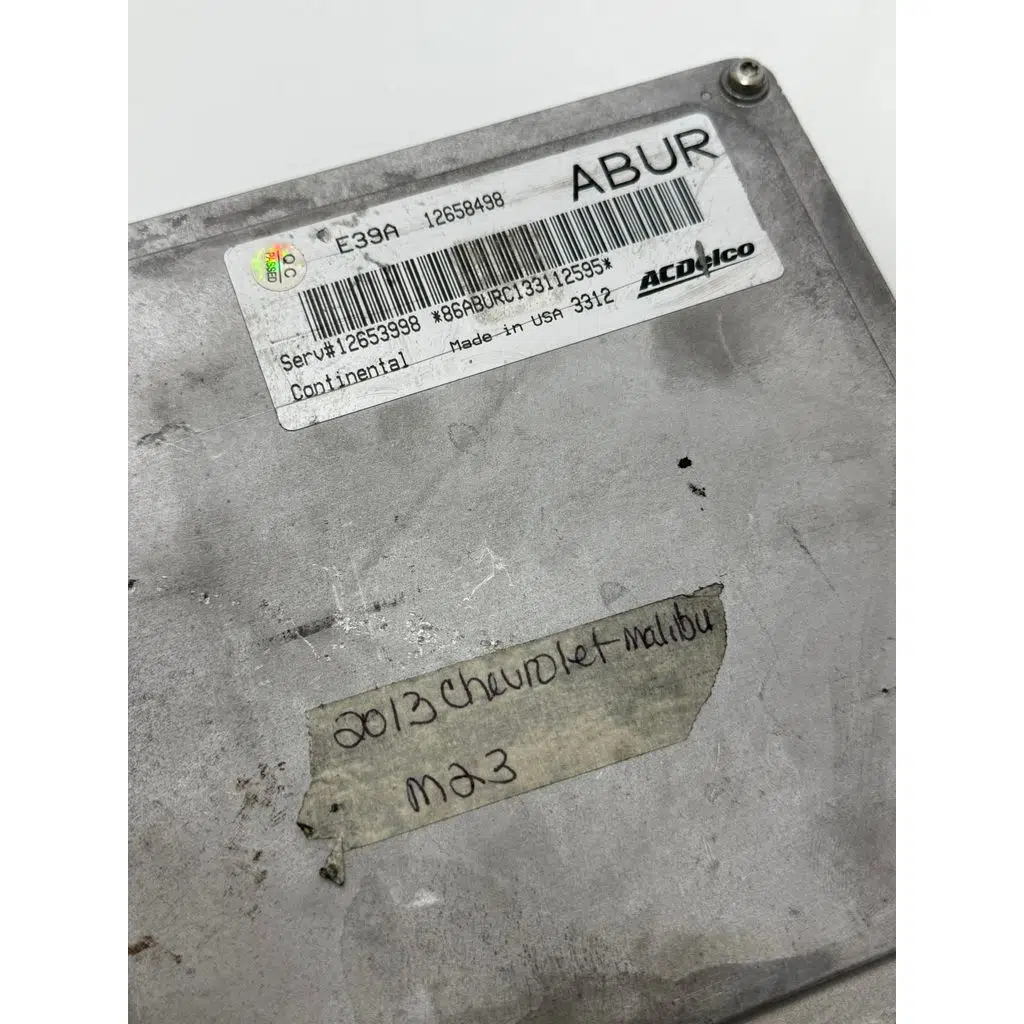 ABUR
E39A 12658498
QC
PASSED
*86ABURC133112595*
ACDelco
Serv#12653998
Made in USA 3312
Continental
2013 Chevrolet malibu
M23